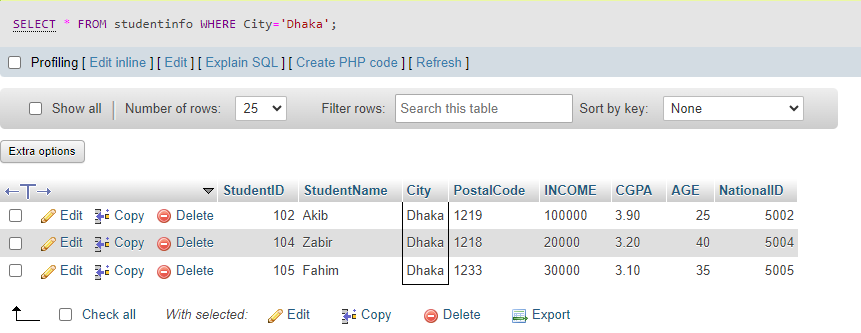 SELECT * FROM studentinfo WHERE City='Dhaka';
Profiling [ Edit inline ] [ Edit ] [ Explain SQL ] [ Create PHP code ] [ Refresh ]
Show all Number of rows: 25 Filter rows: Search this table Sort by key: None
Extra options
StudentID StudentName City PostalCode INCOME CGPA AGE NationalID
Edit Copy Delete 102 Akib Dhaka 1219 100000 3.90 25 5002
Edit Copy Delete 104 Zabir Dhaka 1218 20000 3.20 40 5004
Edit Copy Delete 105 Fahim Dhaka 1233 30000 3.10 35 5005
Check all With selected: Edit Copy Delete Export